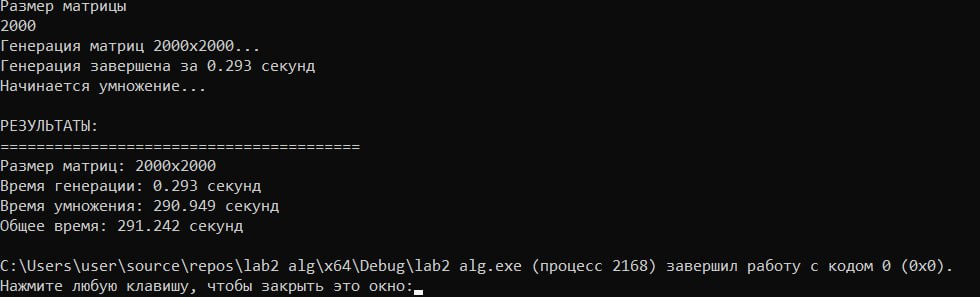 Размер матрицы
2000
Генерация матриц 2000x2000...
Генерация завершена за 0.293 секунд
Начинается умножение...
РЕЗУЛЬТАТЫ:
========================================
Размер матриц: 2000x2000
Время генерации: 0.293 секунд
Время умножения: 290.949 секунд
Общее время: 291.242 секунд
C:\Users\user\source\repos\lab2 alg\x64\Debug\lab2 alg.exe (процесс 2168) завершил работу с кодом 0 (0x0).
Нажмите любую клавишу, чтобы закрыть это окно: